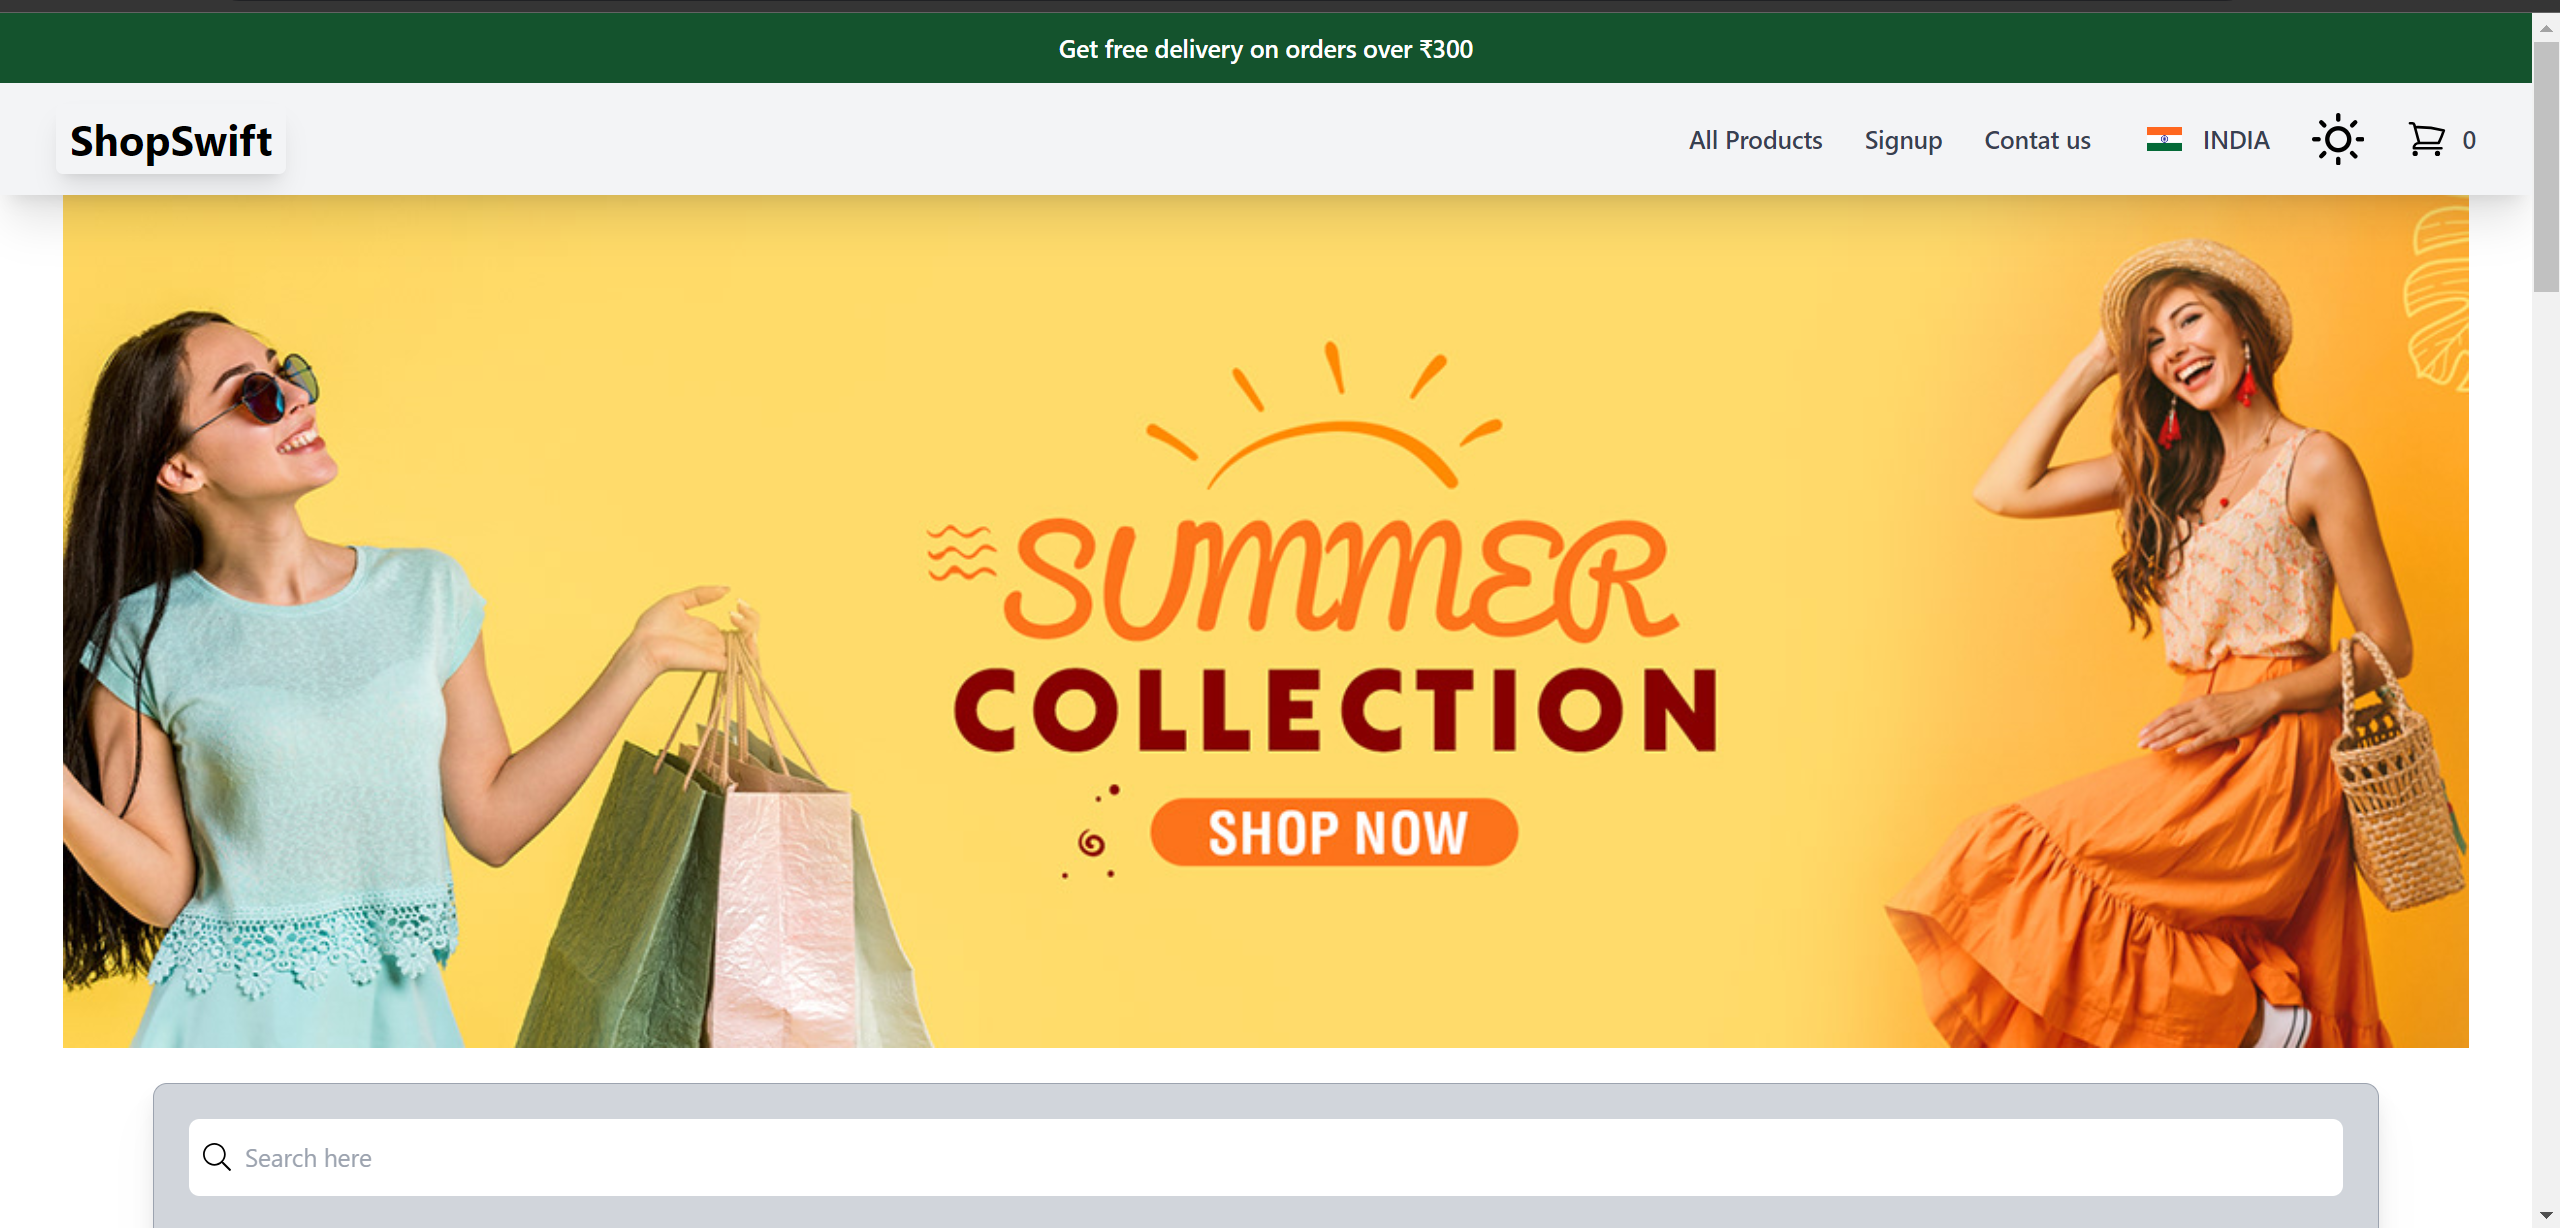 Get free delivery on orders over ₹300
ShopSwift
All Products Signup Contat us INDIA 0
SUMMER
COLLECTION
SHOP NOW
Search here